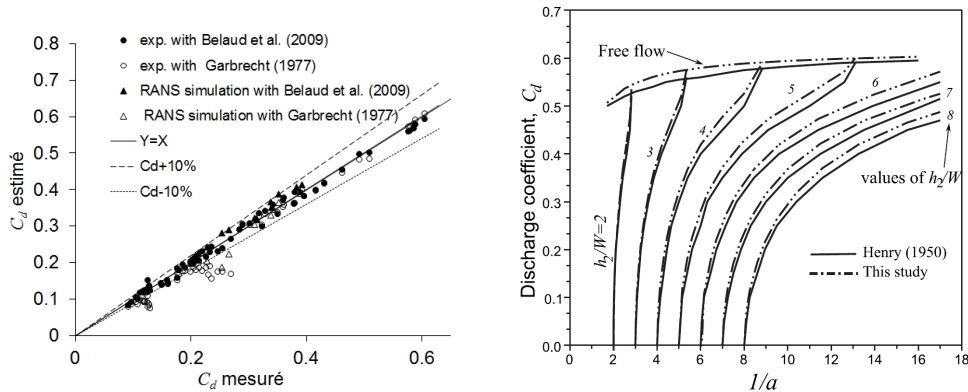 0.8
0.7
0.6
0.5
0.4
0.3
0.2
0.1
0
C_d estimé
exp. with Belaud et al. (2009)
exp. with Garbrecht (1977)
RANS simulation with Belaud et al. (2009)
RANS simulation with Garbrecht (1977)
Y=X
Cd+10%
Cd-10%
0 0.2 0.4 0.6
C_d mesuré
0.7
0.6
0.5
0.4
0.3
0.2
0.1
0.0
Discharge coefficient, C_d
Free flow
h_2/W=2
3
4
5
6
7
8
values of h_2/W
Henry (1950)
This study
0 2 4 6 8 10 12 14 16 18
1/a